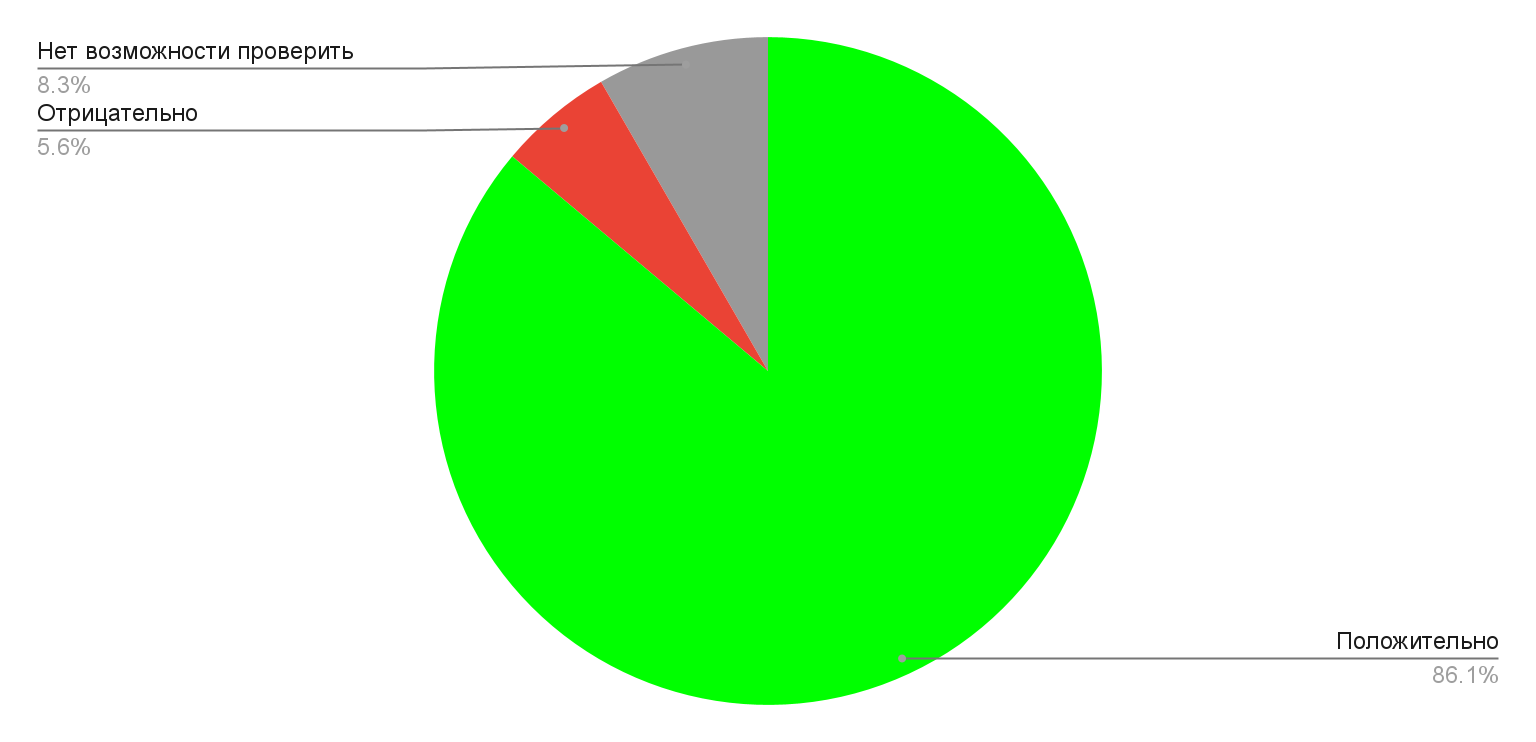 Нет возможности проверить
8.3%
Отрицательно
5.6%
Положительно
86.1%